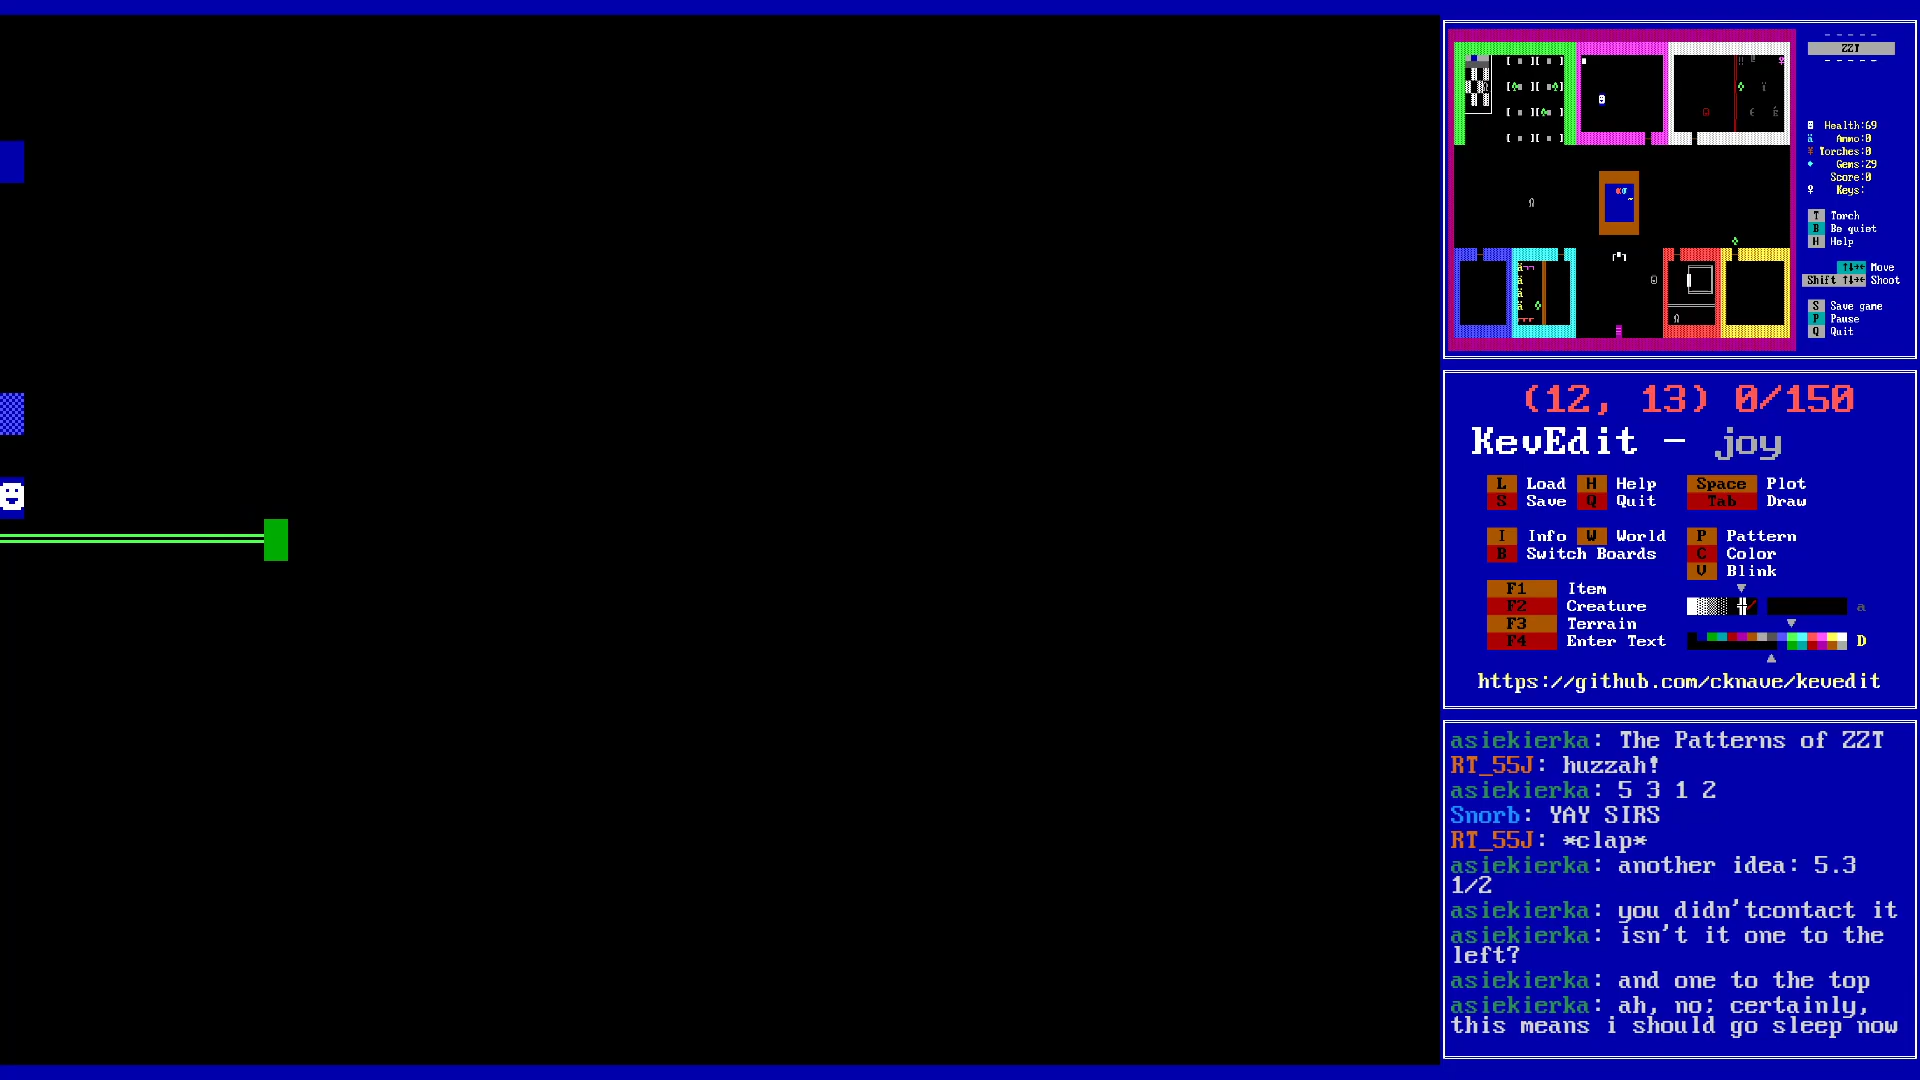 - - - - -
ZZT
- - - - -
Health:69
Ammo:0
Torches:0
Gems:29
Score:0
Keys:
T Torch
B Be quiet
H Help
↑↓→← Move
Shift ↑↓→← Shoot
S Save game
P Pause
Q Quit
(12, 13) 0/150
KevEdit - joy
L Load H Help Space Plot
S Save Q Quit Tab Draw
I Info W World P Pattern
B Switch Boards C Color
V Blink
F1 Item
F2 Creature a
F3 Terrain
F4 Enter Text D
https://github.com/cknave/kevedit
asiekierka: The Patterns of ZZT
RT_55J: huzzah!
asiekierka: 5 3 1 2
Snorb: YAY SIRS
RT_55J: *clap*
asiekierka: another idea: 5.3
1/2
asiekierka: you didn'tcontact it
asiekierka: isn't it one to the
left?
asiekierka: and one to the top
asiekierka: ah, no; certainly,
this means i should go sleep now